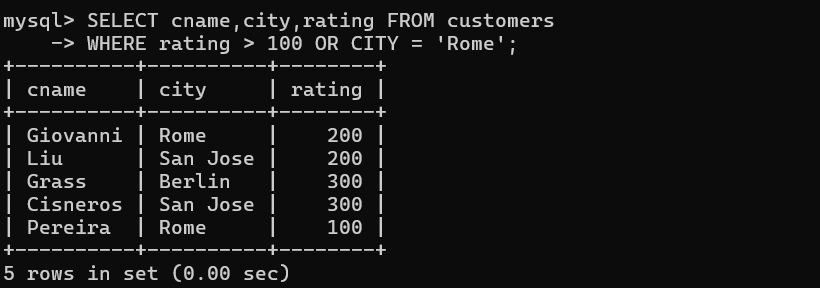 mysql> SELECT cname,city,rating FROM customers
    -> WHERE rating > 100 OR CITY = 'Rome';
+----------+----------+--------+
| cname    | city     | rating |
+----------+----------+--------+
| Giovanni | Rome     |    200 |
| Liu      | San Jose |    200 |
| Grass    | Berlin   |    300 |
| Cisneros | San Jose |    300 |
| Pereira  | Rome     |    100 |
+----------+----------+--------+
5 rows in set (0.00 sec)